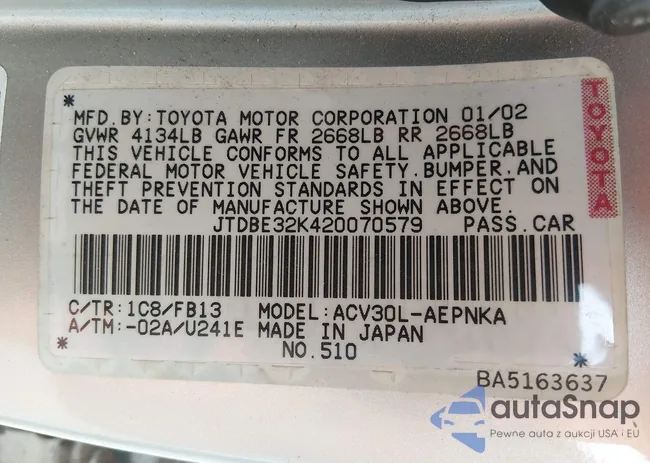 MFD.BY:TOYOTA MOTOR CORPORATION 01/02
GVWR 4134LB GAWR FR 2668LB RR 2668LB
THIS VEHICLE CONFORMS TO ALL APPLICABLE
FEDERAL MOTOR VEHICLE SAFETY.BUMPER.AND
THEFT PREVENTION STANDARDS IN EFFECT ON
THE DATE OF MANUFACTURE SHOWN ABOVE.
JTDBE32K420070579 PASS.CAR
C/TR:1C8/FB13 MODEL:ACV30L-AEPNKA
A/TM:-02A/U241E MADE IN JAPAN
NO.510
TOYOTA
BA5163637
autaSnap
Pewne auta z aukcji USA i EU